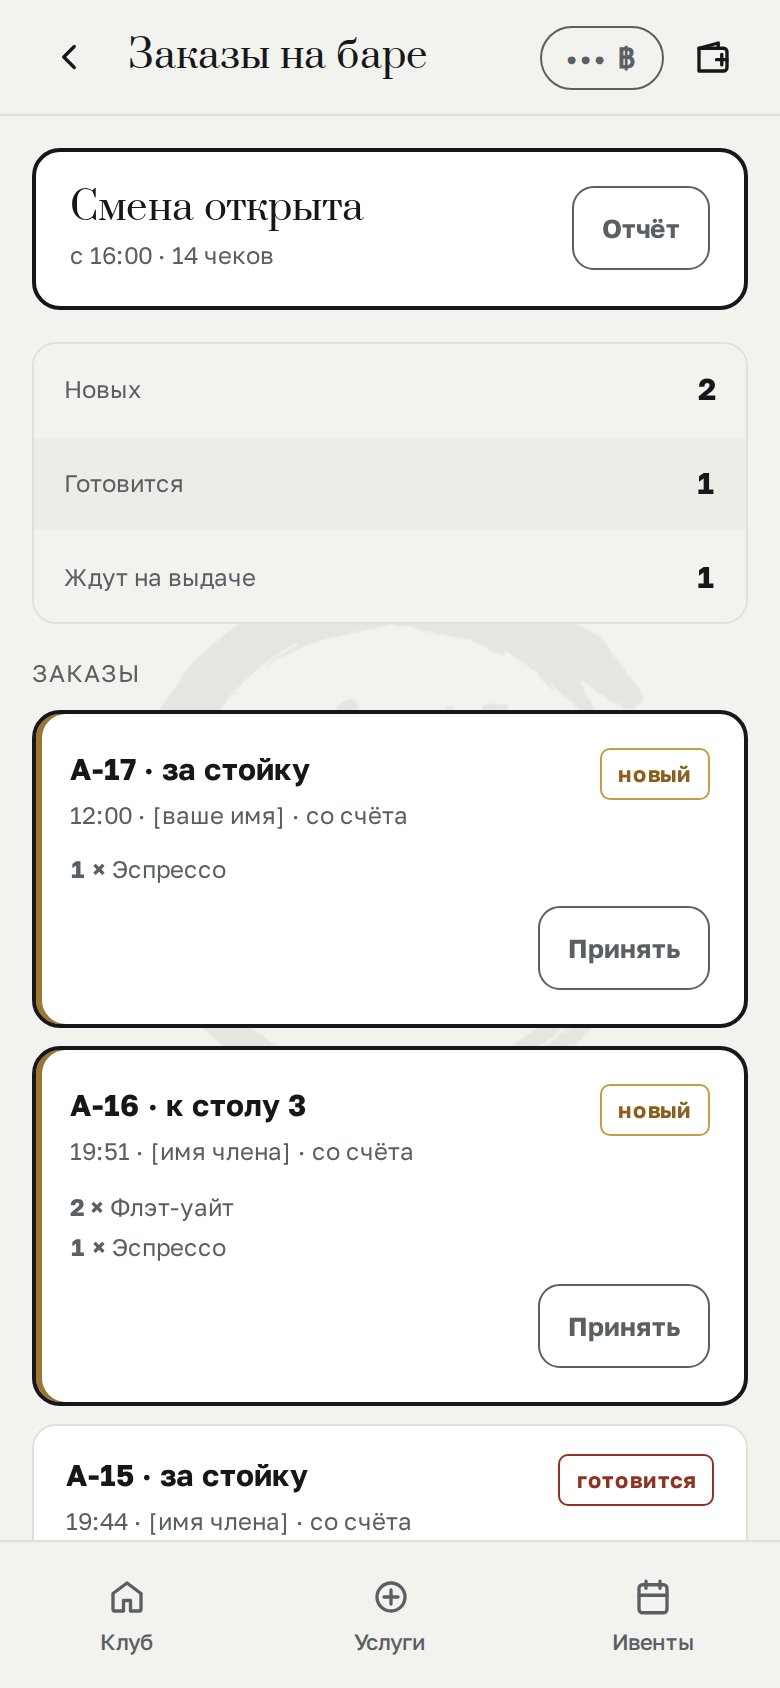 Заказы на баре
••• ฿
Смена открыта
с 16:00 · 14 чеков
Отчёт
Новых 2
Готовится 1
Ждут на выдаче 1
ЗАКАЗЫ
А-17 · за стойку
новый
12:00 · [ваше имя] · со счёта
1 × Эспрессо
Принять
А-16 · к столу 3
новый
19:51 · [имя члена] · со счёта
2 × Флэт-уайт
1 × Эспрессо
Принять
А-15 · за стойку
готовится
19:44 · [имя члена] · со счёта
Клуб
Услуги
Ивенты